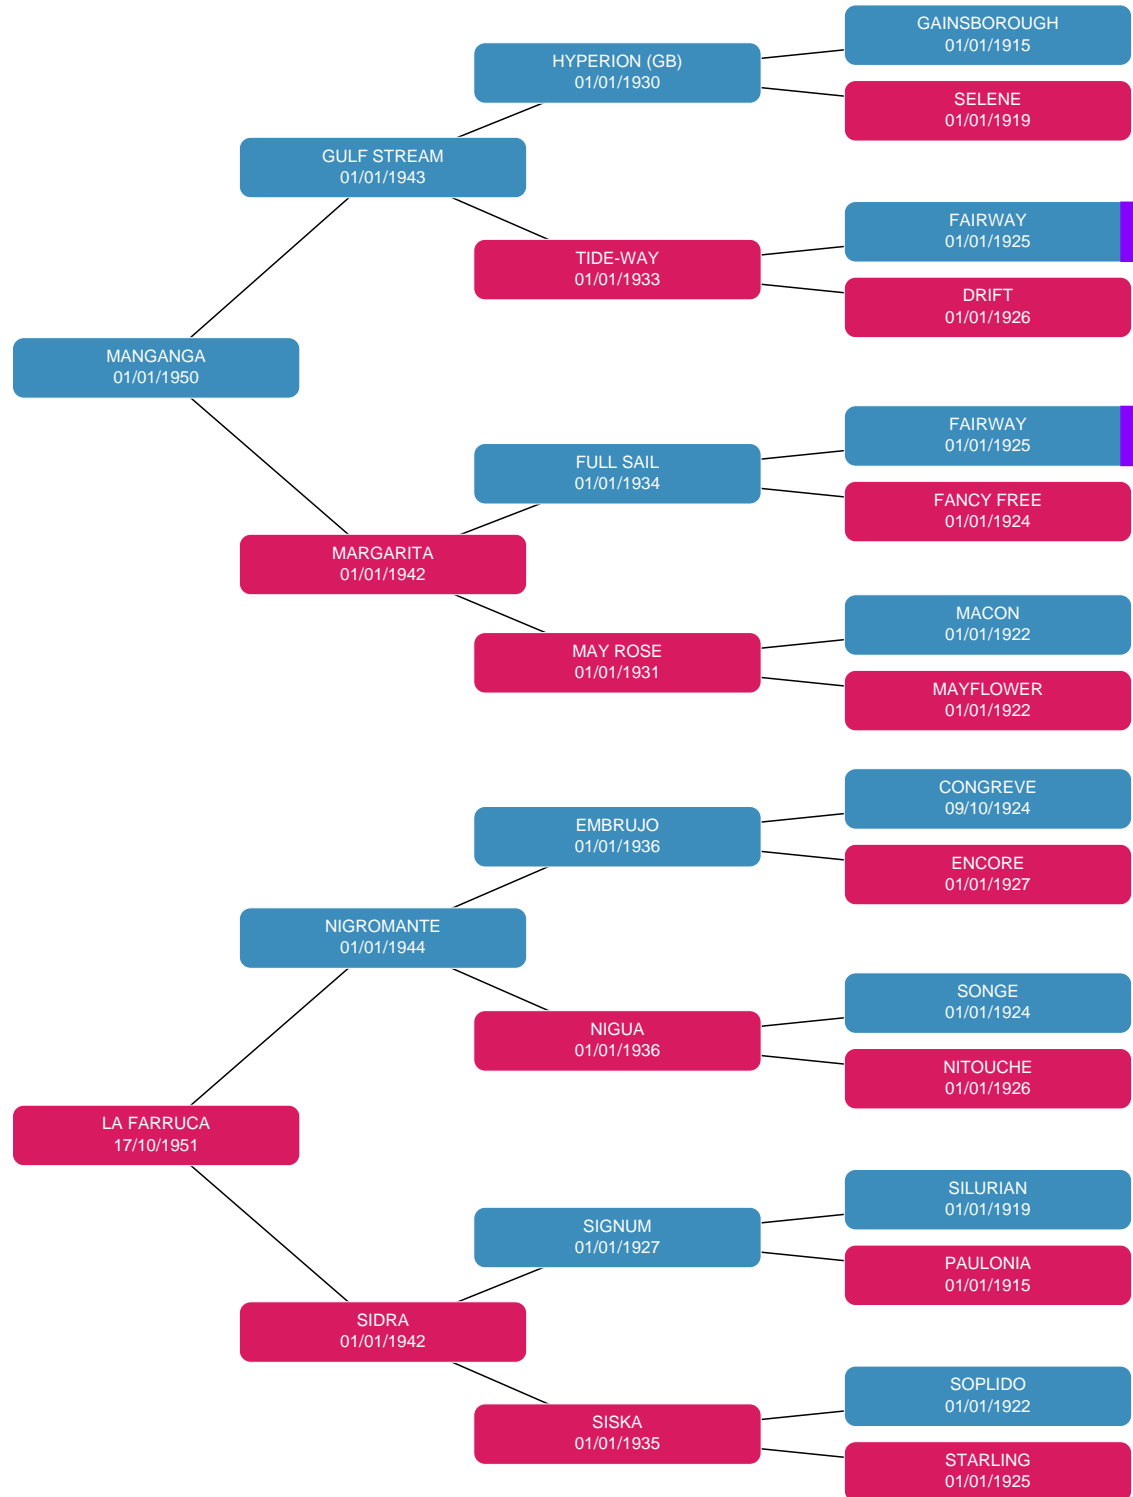 GAINSBOROUGH
01/01/1915
HYPERION (GB)
01/01/1930
SELENE
01/01/1919
GULF STREAM
01/01/1943
FAIRWAY
01/01/1925
TIDE-WAY
01/01/1933
DRIFT
01/01/1926
MANGANGA
01/01/1950
FAIRWAY
01/01/1925
FULL SAIL
01/01/1934
FANCY FREE
01/01/1924
MARGARITA
01/01/1942
MACON
01/01/1922
MAY ROSE
01/01/1931
MAYFLOWER
01/01/1922
CONGREVE
09/10/1924
EMBRUJO
01/01/1936
ENCORE
01/01/1927
NIGROMANTE
01/01/1944
SONGE
01/01/1924
NIGUA
01/01/1936
NITOUCHE
01/01/1926
LA FARRUCA
17/10/1951
SILURIAN
01/01/1919
SIGNUM
01/01/1927
PAULONIA
01/01/1915
SIDRA
01/01/1942
SOPLIDO
01/01/1922
SISKA
01/01/1935
STARLING
01/01/1925